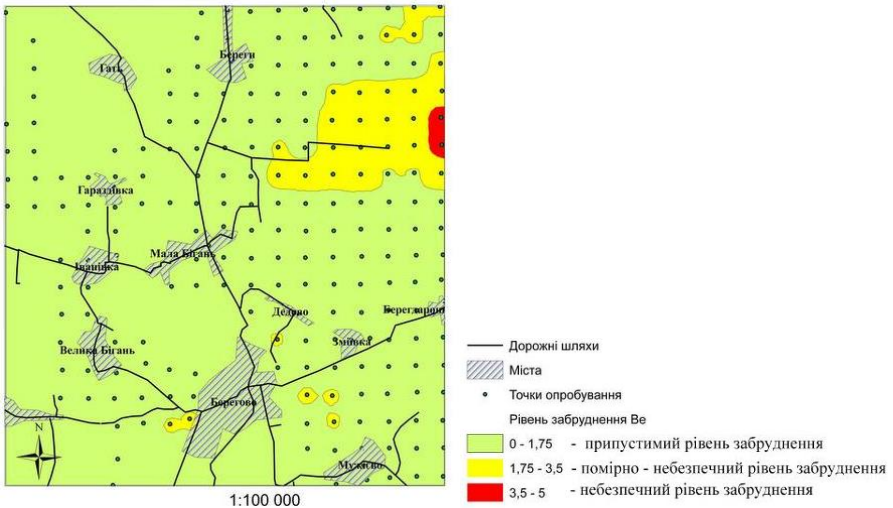 Береги
Гать
Гараздівка
Мала Бігань
Іванівка
Дедово
Зміївка
Велика Бігань
Берегово
Мужієво
N
1:100 000
Дорожні шляхи
Міста
Точки опробування
Рівень забруднення Be
0 - 1,75 - припустимий рівень забруднення
1,75 - 3,5 - помірно - небезпечний рівень забруднення
3,5 - 5 - небезпечний рівень забруднення